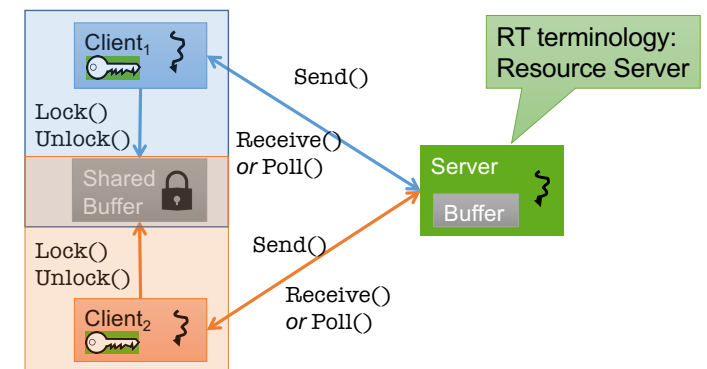 Client₁
Lock()
Unlock()
Shared
Buffer
Lock()
Unlock()
Client₂
Send()
Receive()
or Poll()
Send()
Receive()
or Poll()
RT terminology:
Resource Server
Server
Buffer